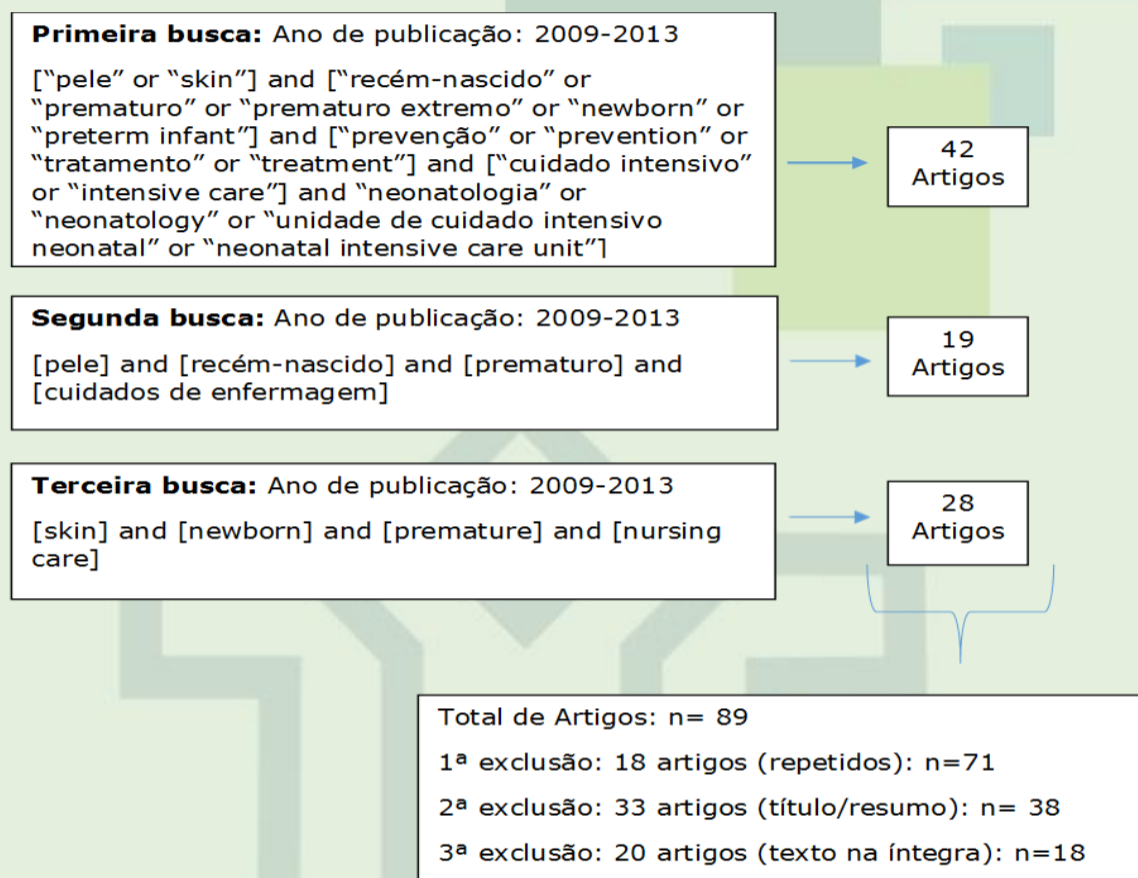 Primeira busca: Ano de publicação: 2009-2013
[“pele” or “skin”] and [“recém-nascido” or
“prematuro” or “prematuro extremo” or “newborn” or
“preterm infant”] and [“prevenção” or “prevention” or
“tratamento” or “treatment”] and [“cuidado intensivo”
or “intensive care”] and “neonatologia” or
“neonatology” or “unidade de cuidado intensivo
neonatal” or “neonatal intensive care unit”]
42
Artigos
Segunda busca: Ano de publicação: 2009-2013
[pele] and [recém-nascido] and [prematuro] and
[cuidados de enfermagem]
19
Artigos
Terceira busca: Ano de publicação: 2009-2013
[skin] and [newborn] and [premature] and [nursing
care]
28
Artigos
Total de Artigos: n= 89
1ª exclusão: 18 artigos (repetidos): n=71
2ª exclusão: 33 artigos (título/resumo): n= 38
3ª exclusão: 20 artigos (texto na íntegra): n=18